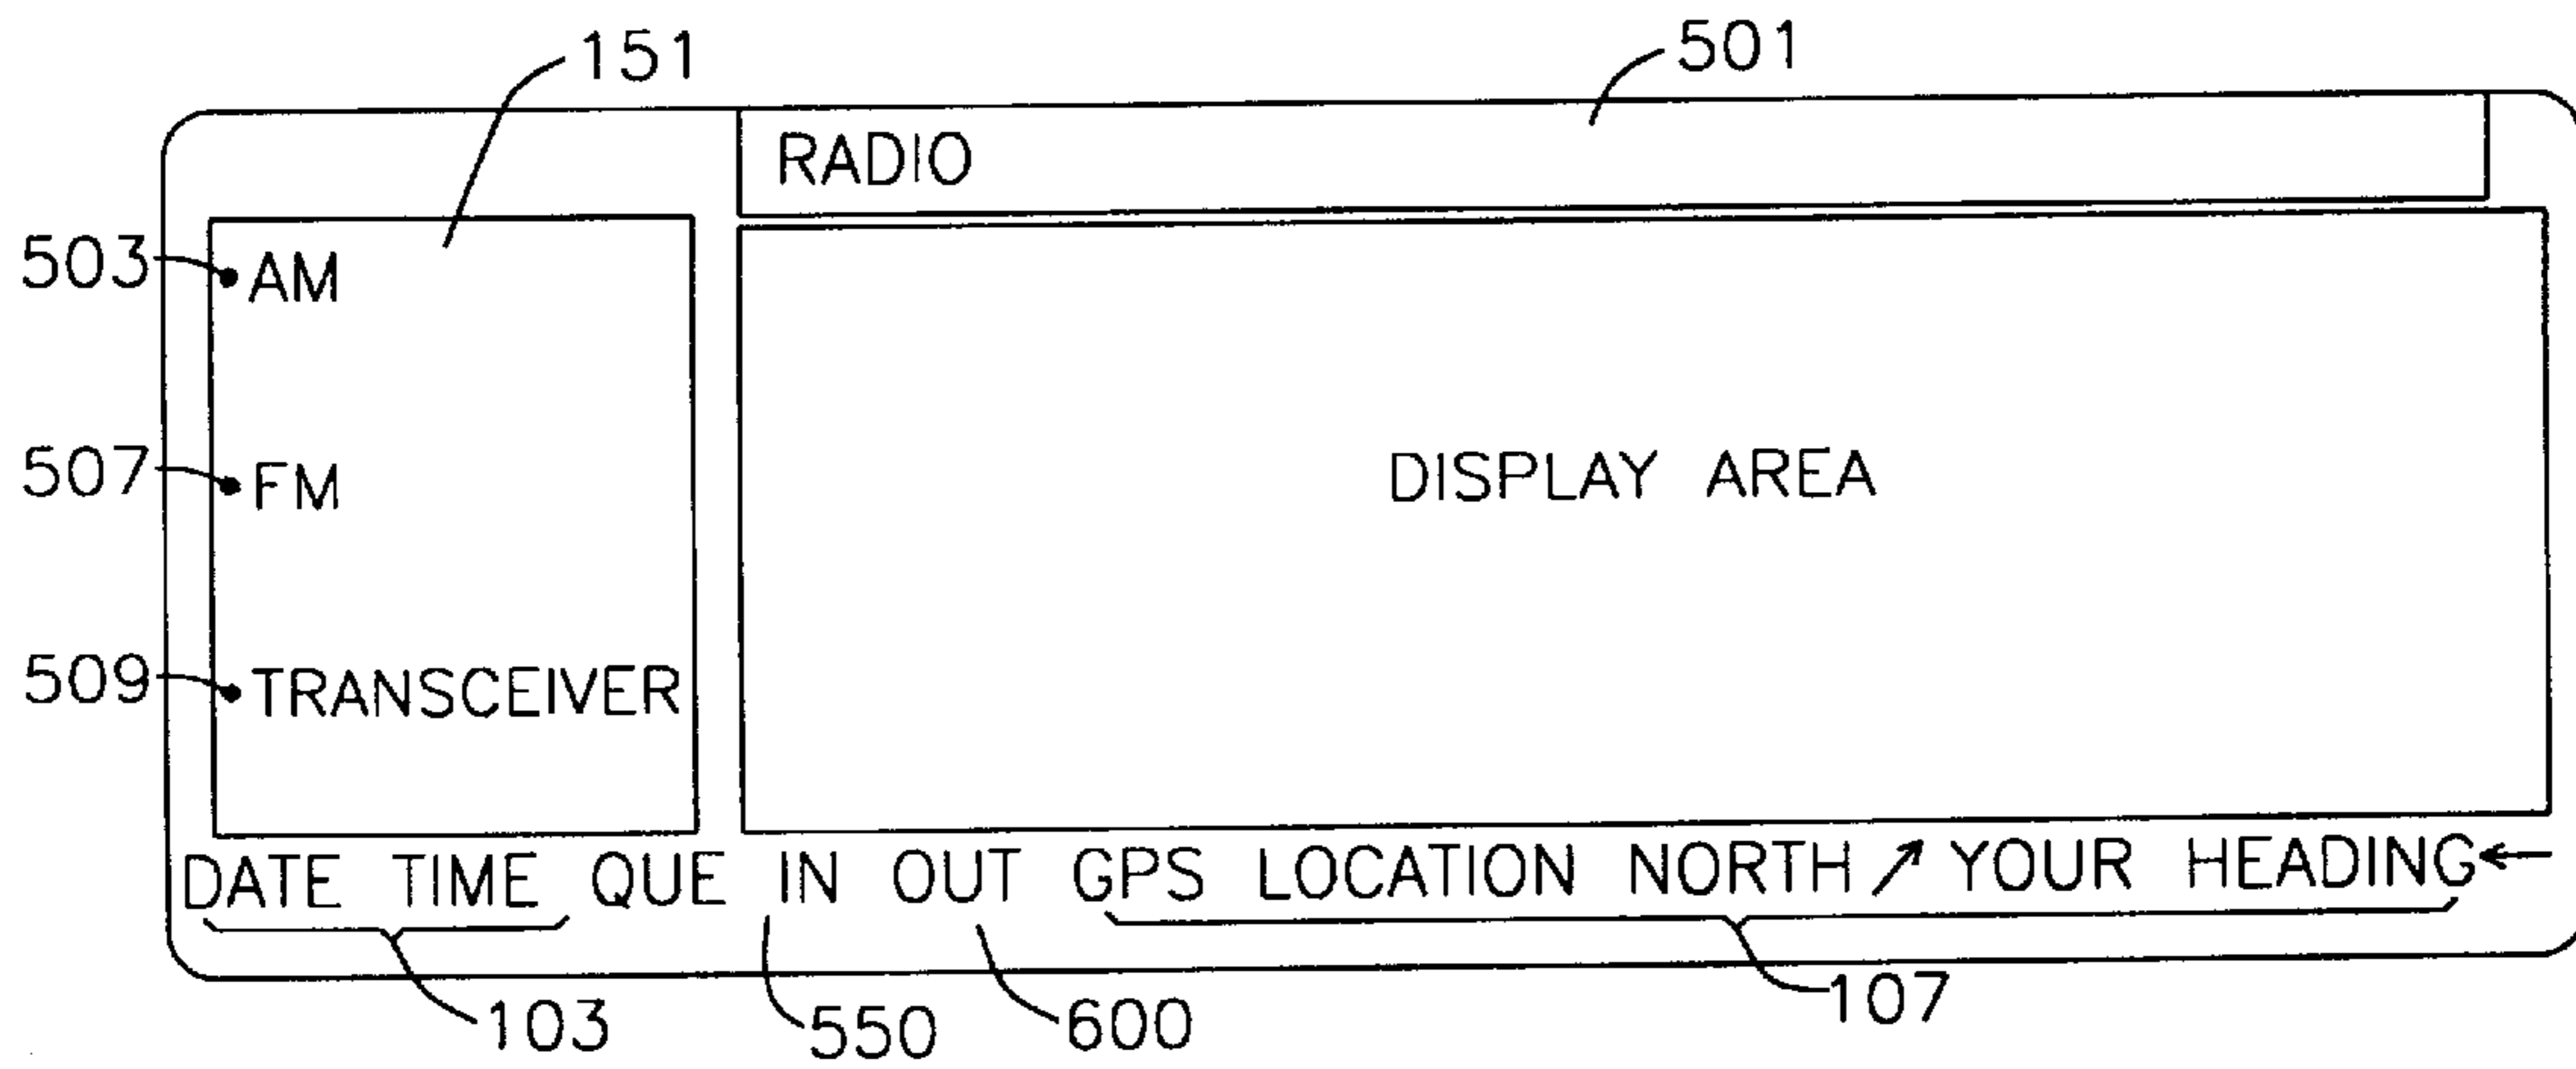 151
501
RADIO
503 AM
507 FM
DISPLAY AREA
509 TRANSCEIVER
DATE TIME QUE IN OUT GPS LOCATION NORTH ↗ YOUR HEADING ←
103 550 600 107